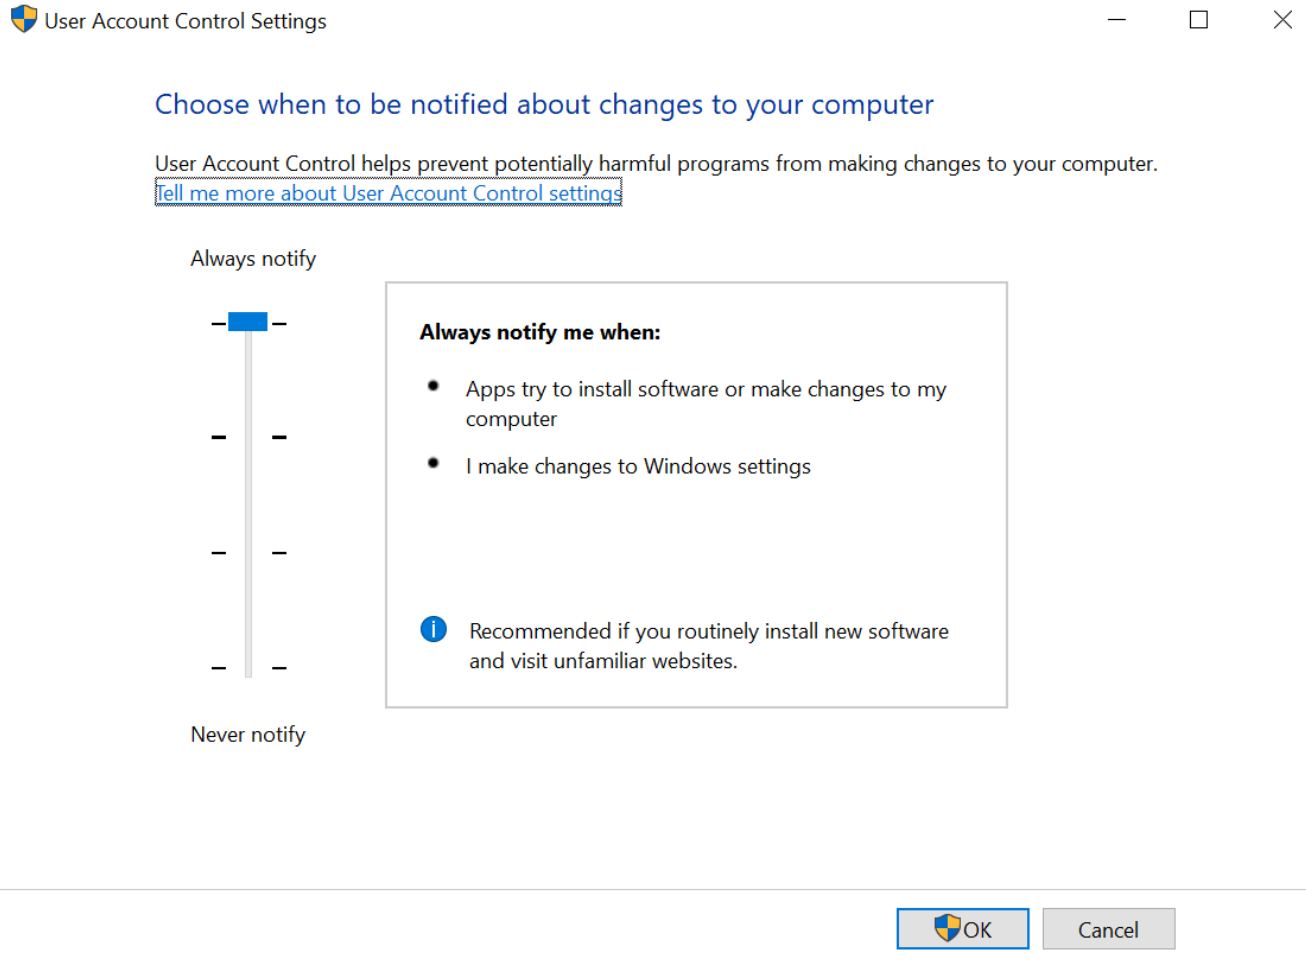 User Account Control Settings
Choose when to be notified about changes to your computer
User Account Control helps prevent potentially harmful programs from making changes to your computer.
Tell me more about User Account Control settings
Always notify
Always notify me when:
Apps try to install software or make changes to my
computer
I make changes to Windows settings
Recommended if you routinely install new software
and visit unfamiliar websites.
Never notify
OK
Cancel